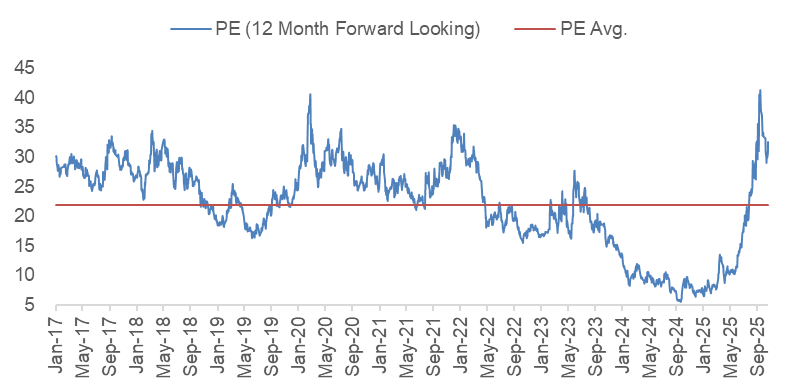 PE (12 Month Forward Looking) PE Avg.
45
40
35
30
25
20
15
10
5
Jan-17
May-17
Sep-17
Jan-18
May-18
Sep-18
Jan-19
May-19
Sep-19
Jan-20
May-20
Sep-20
Jan-21
May-21
Sep-21
Jan-22
May-22
Sep-22
Jan-23
May-23
Sep-23
Jan-24
May-24
Sep-24
Jan-25
May-25
Sep-25